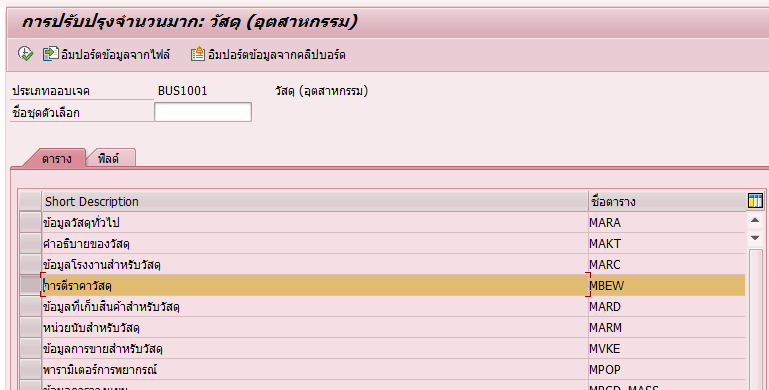 การปรับปรุงจำนวนมาก: วัสดุ (อุตสาหกรรม)
อิมปอร์ตข้อมูลจากไฟล์ อิมปอร์ตข้อมูลจากคลิปบอร์ด
ประเภทออบเจค BUS1001 วัสดุ (อุตสาหกรรม)
ชื่อชุดตัวเลือก
ตาราง ฟิลด์
Short Description ชื่อตาราง
ข้อมูลวัสดุทั่วไป MARA
คำอธิบายของวัสดุ MAKT
ข้อมูลโรงงานสำหรับวัสดุ MARC
การตีราคาวัสดุ MBEW
ข้อมูลที่เก็บสินค้าสำหรับวัสดุ MARD
หน่วยนับสำหรับวัสดุ MARM
ข้อมูลการขายสำหรับวัสดุ MVKE
พารามิเตอร์การพยากรณ์ MPOP